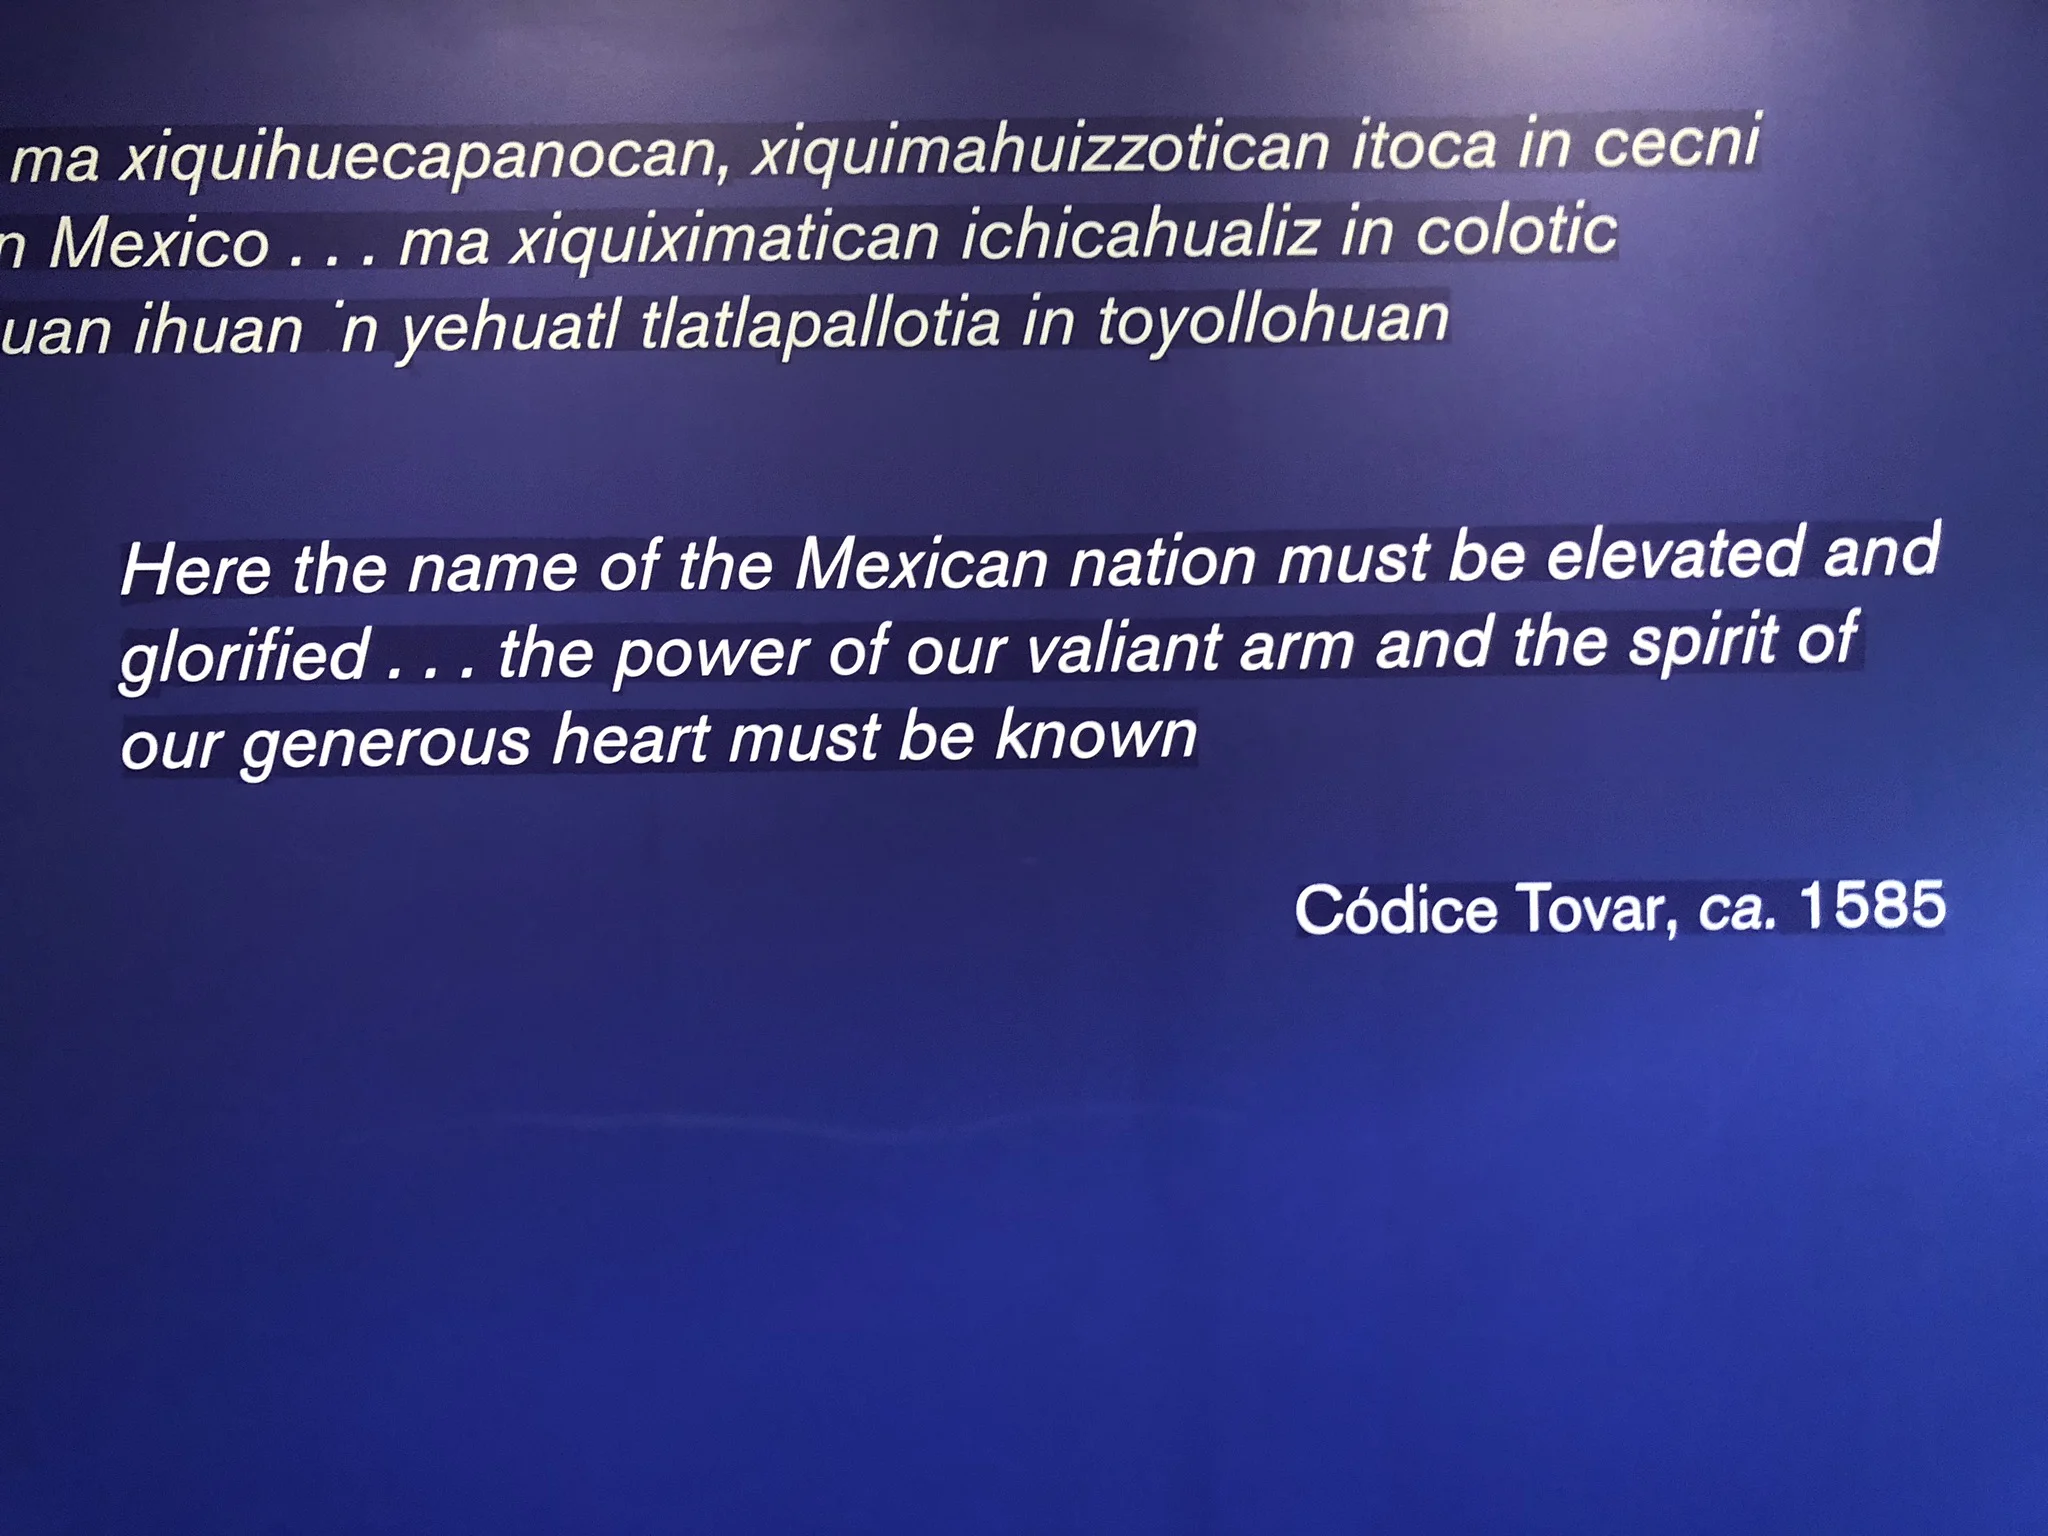 ma xiquihuecapanocan, xiquimahuizzotican itoca in cecni
Mexico . . . ma xiquiximatican ichicahualiz in colotic
ihuan yehuatl tlatlapallotia in toyollohuan
Here the name of the Mexican nation must be elevated and
glorified . . . the power of our valiant arm and the spirit of
our generous heart must be known
Códice Tovar, ca. 1585